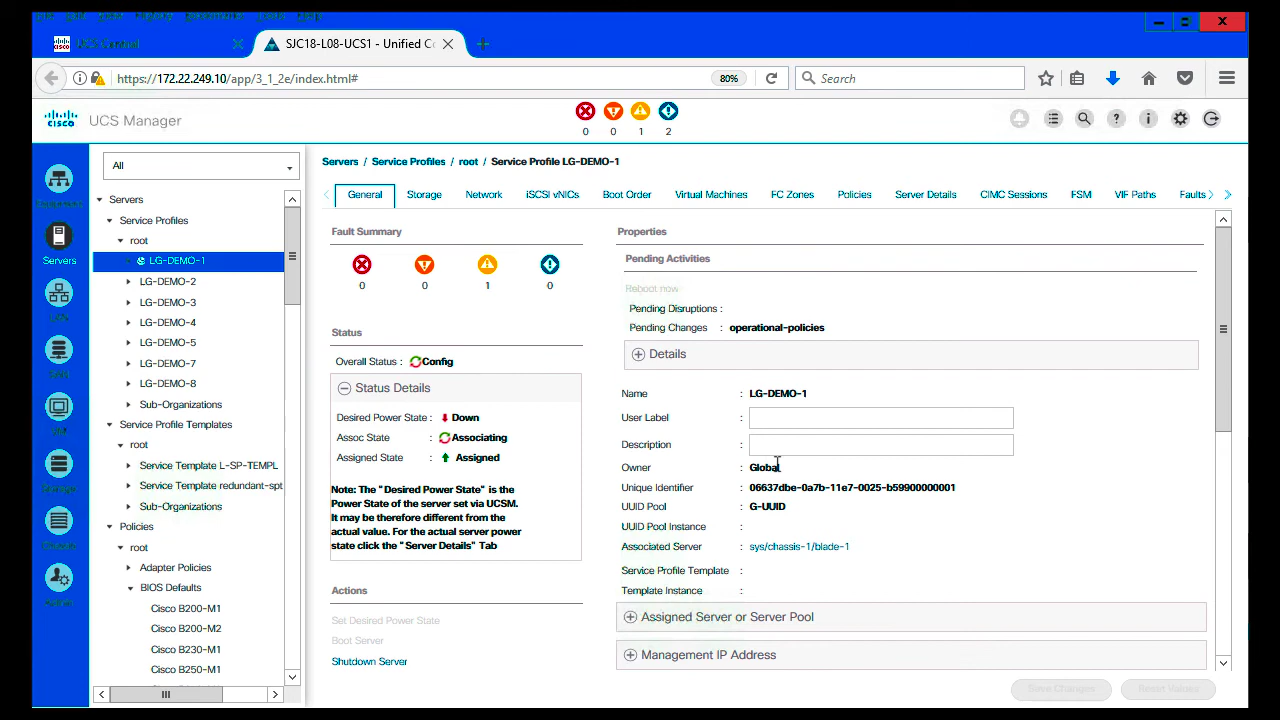 UCS Central
SJC18-L08-UCS1 - Unified C
https://172.22.249.10/app/3_1_2e/index.html#
80%
Search
CISCO
UCS Manager
0
0
1
2
Servers
All
Servers
Service Profiles
root
LG-DEMO-1
LG-DEMO-2
LG-DEMO-3
LG-DEMO-4
LG-DEMO-5
LG-DEMO-7
LG-DEMO-8
Sub-Organizations
Service Profile Templates
root
Service Template L-SP-TEMPL
Service Template redundant-spt
Sub-Organizations
Policies
root
Adapter Policies
BIOS Defaults
Cisco B200-M1
Cisco B200-M2
Cisco B230-M1
Cisco B250-M1
Servers / Service Profiles / root / Service Profile LG-DEMO-1
General Storage Network iSCSI vNICs Boot Order Virtual Machines FC Zones Policies Server Details CIMC Sessions FSM VIF Paths Faults
Fault Summary
0 0 1 0
Status
Overall Status : Config
Status Details
Desired Power State : Down
Assoc State : Associating
Assigned State : Assigned
Note: The "Desired Power State" is the
Power State of the server set via UCSM.
It may be therefore different from the
actual value. For the actual server power
state click the "Server Details" Tab
Actions
Set Desired Power State
Boot Server
Shutdown Server
Properties
Pending Activities
Reboot now
Pending Disruptions :
Pending Changes : operational-policies
Details
Name : LG-DEMO-1
User Label :
Description :
Owner : Global
Unique Identifier : 06637dbe-0a7b-11e7-0025-b59900000001
UUID Pool : G-UUID
UUID Pool Instance :
Associated Server : sys/chassis-1/blade-1
Service Profile Template :
Template Instance :
Assigned Server or Server Pool
Management IP Address
Save Changes
Reset Values